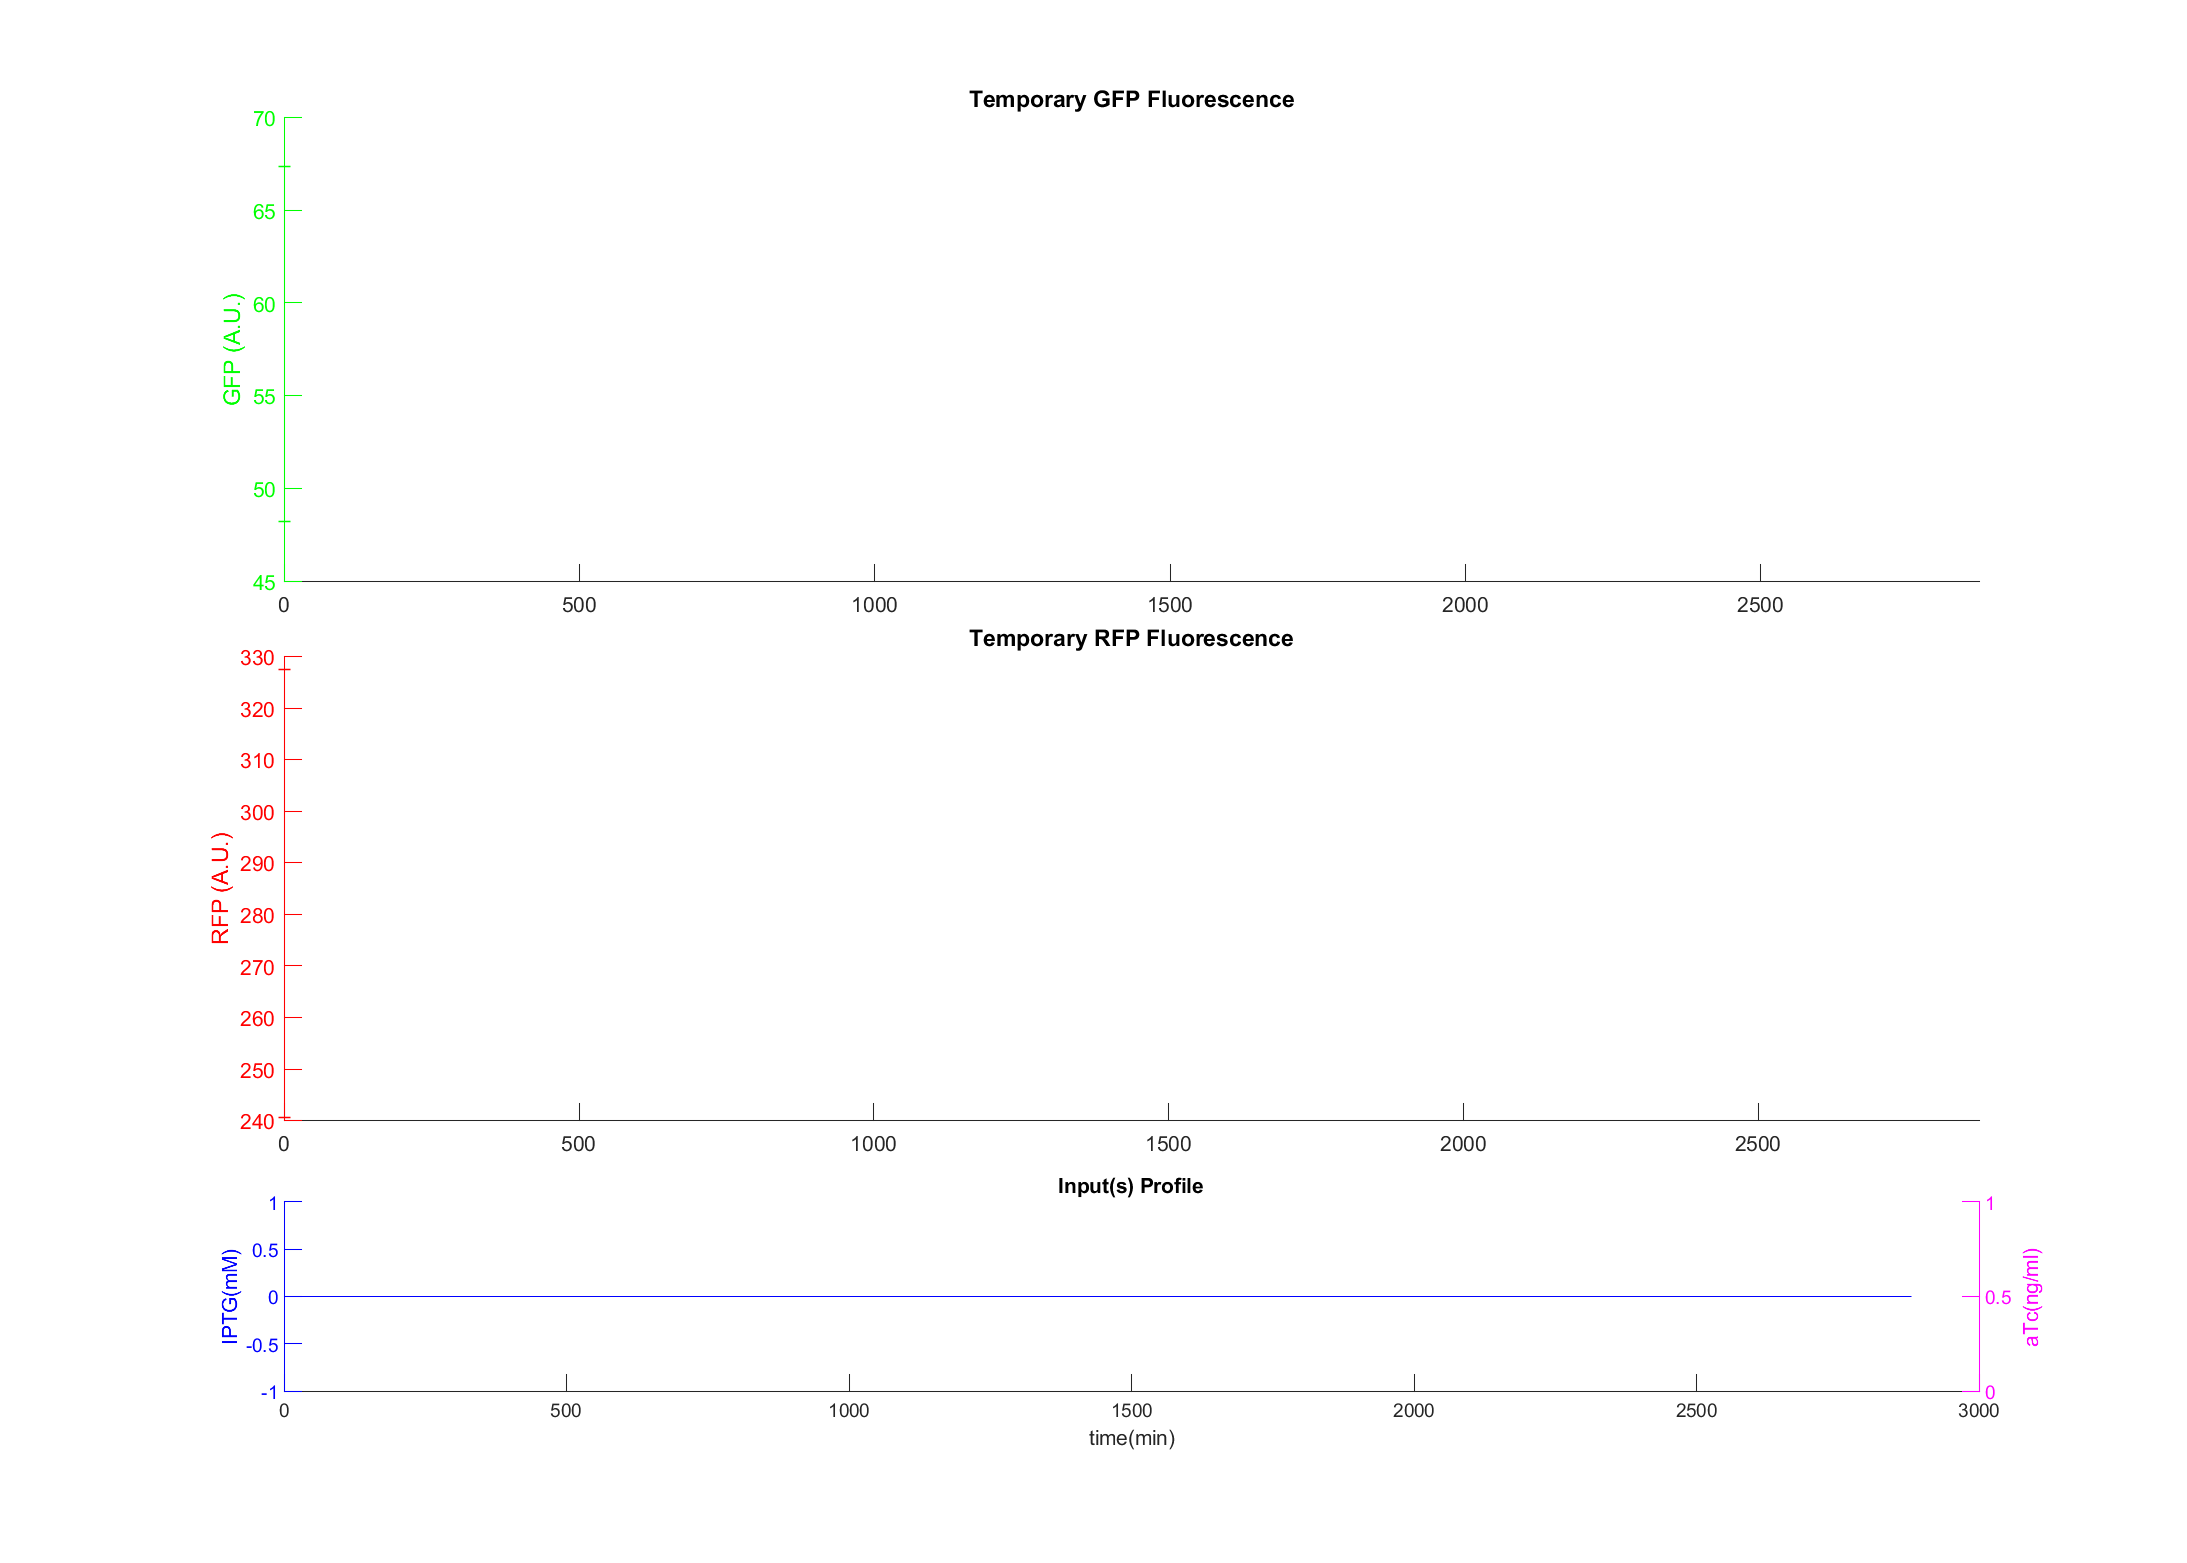 Temporary GFP Fluorescence
70
65
60
55
50
45
GFP (A.U.)
0 500 1000 1500 2000 2500
Temporary RFP Fluorescence
330
320
310
300
290
280
270
260
250
240
RFP (A.U.)
0 500 1000 1500 2000 2500
Input(s) Profile
1
0.5
0
-0.5
-1
IPTG(mM)
1
0.5
0
aTc(ng/ml)
0 500 1000 1500 2000 2500 3000
time(min)